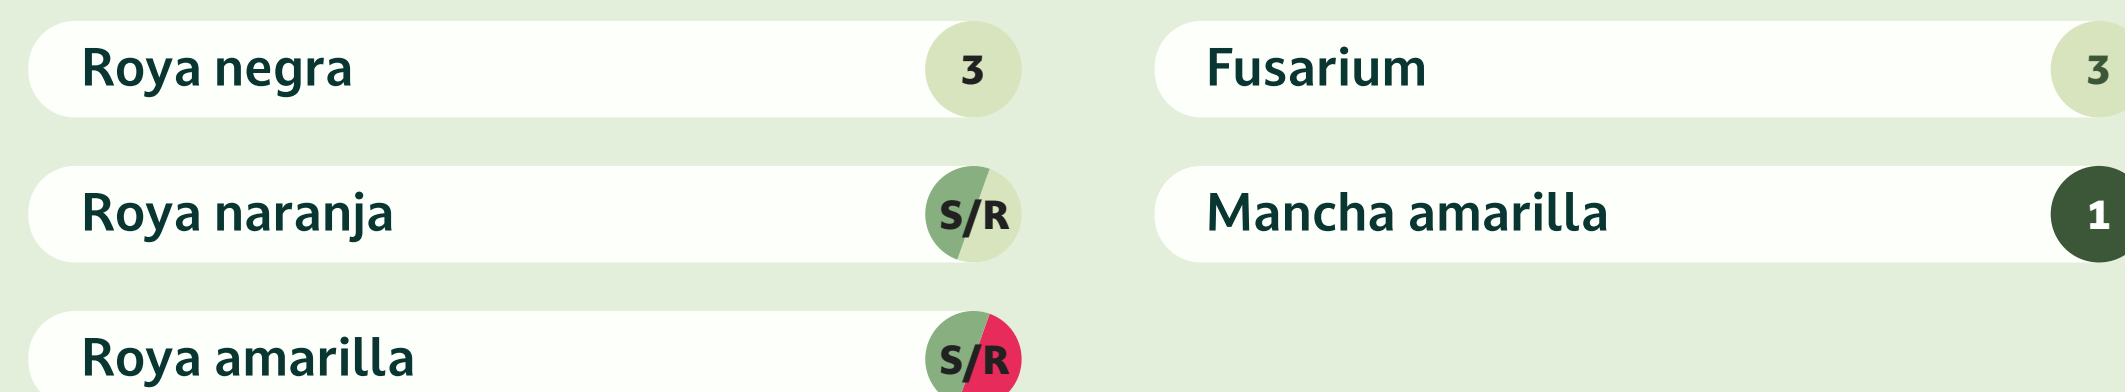 Roya negra 3
Fusarium 3
Roya naranja S/R
Mancha amarilla 1
Roya amarilla S/R